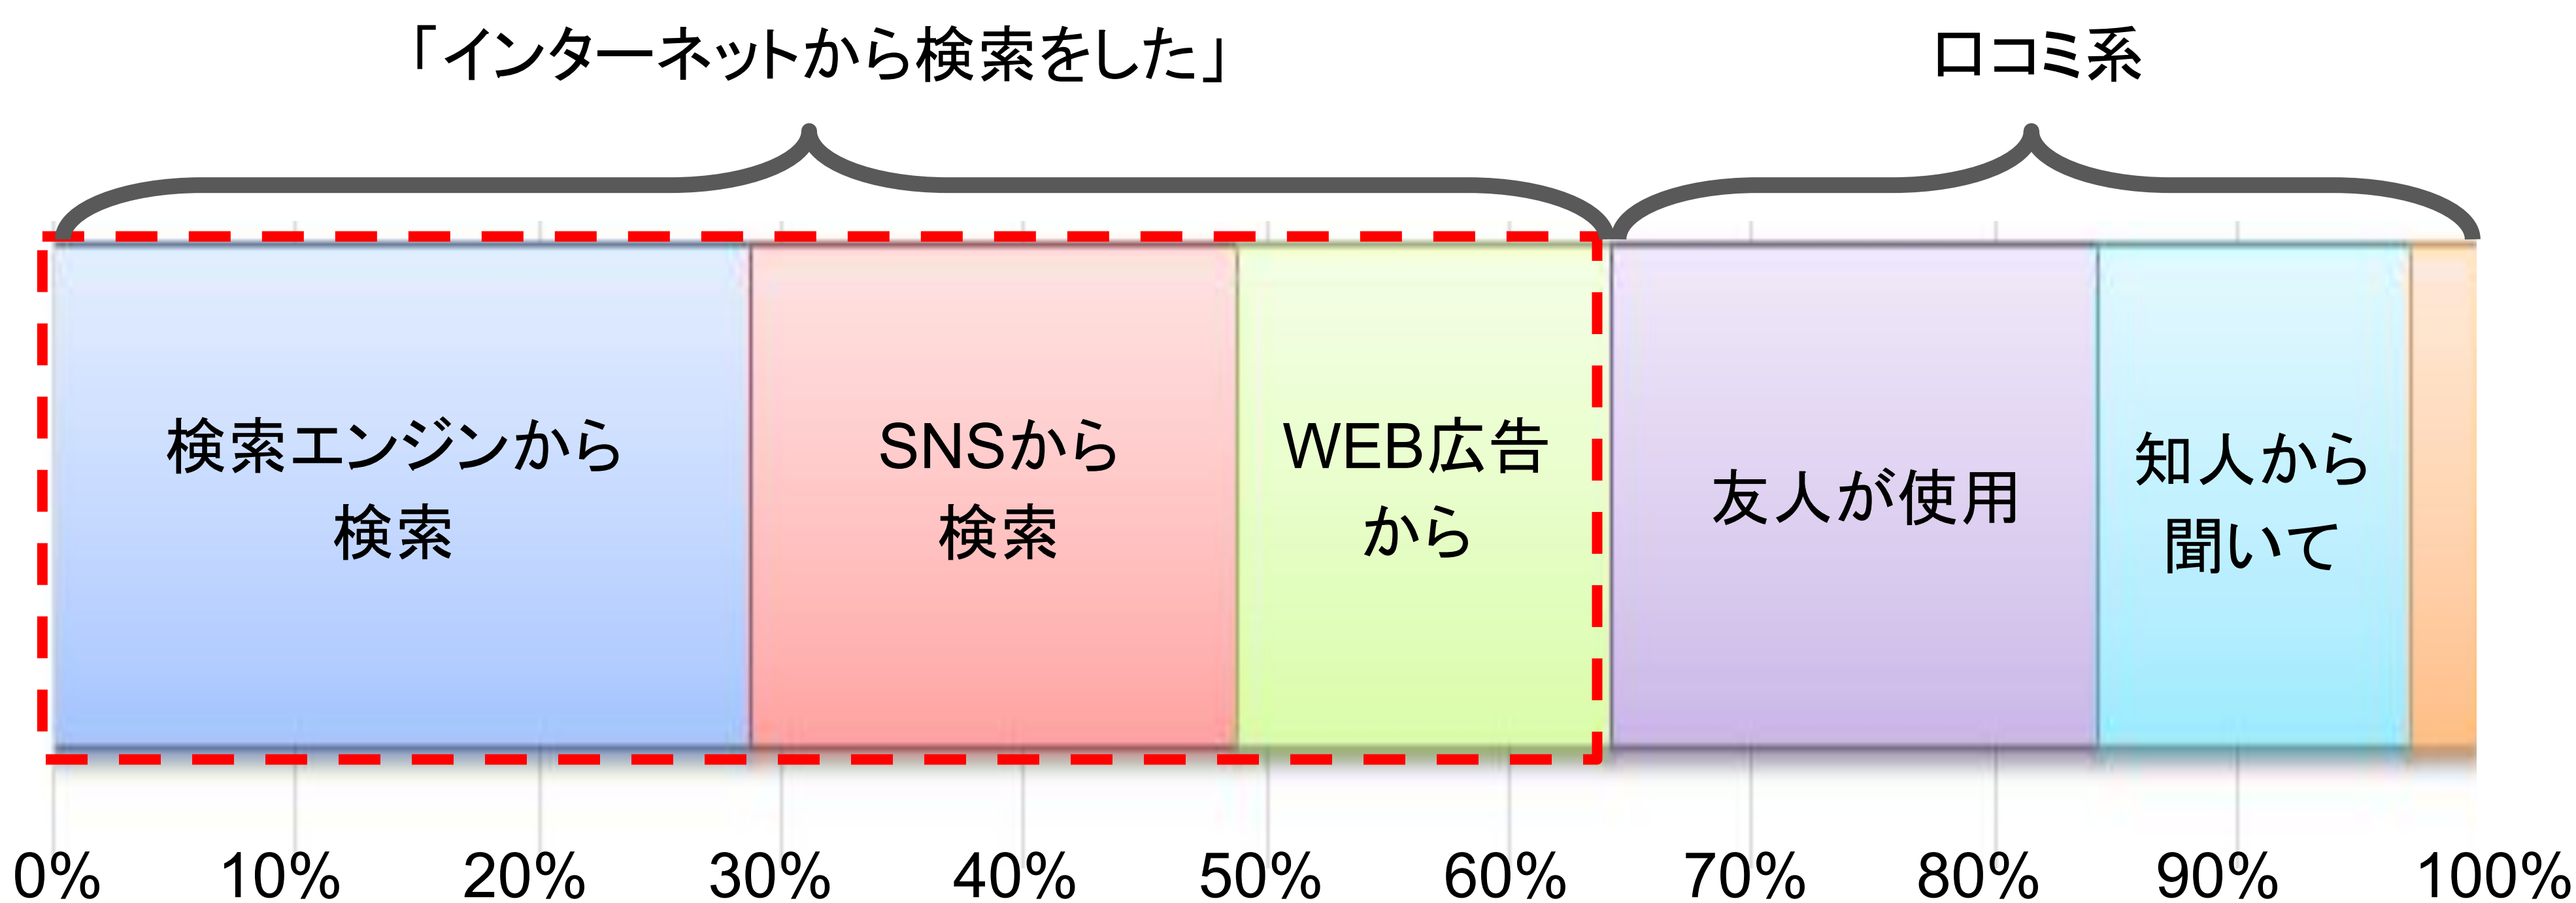 「インターネットから検索をした」
口コミ系
検索エンジンから
検索
SNSから
検索
WEB広告
から
友人が使用
知人から
聞いて
0%
10%
20%
30%
40%
50%
60%
70%
80%
90%
100%